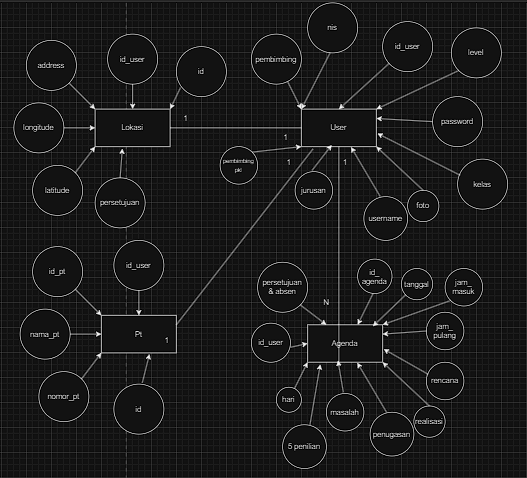 nis
id_user
level
address
id_user
id
pembimbing
longitude
Lokasi
1
1
User
password
latitude
persetujuan
pembimbing
pkl
1
1
jurusan
username
foto
kelas
id_pt
id_user
persetujuan
& absen
id_
agenda
tanggal
jam_
masuk
nama_pt
Pt
1
N
id_user
Agenda
jam_
pulang
nomor_pt
id
hari
masalah
rencana
realisasi
5 penilian
penugasan